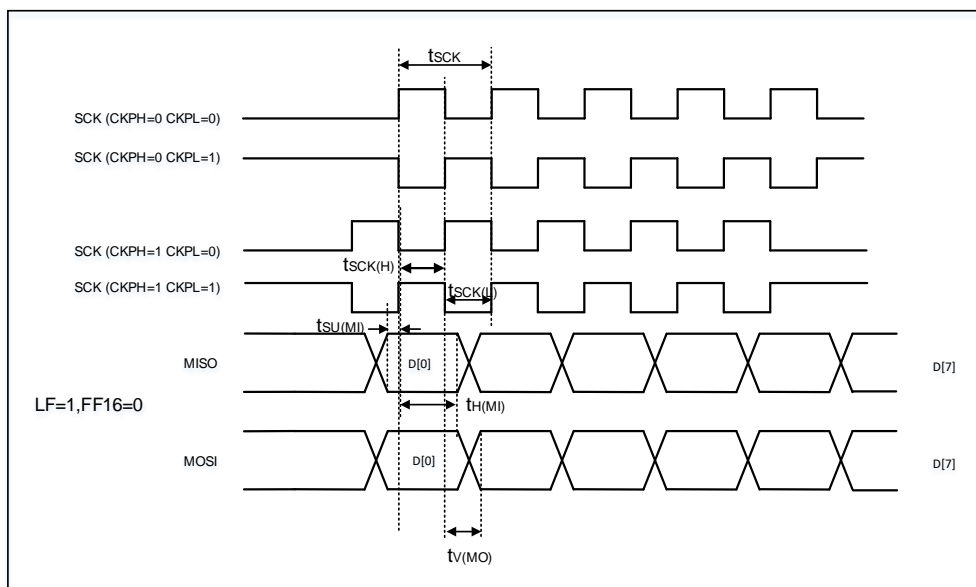 tSCK
SCK (CKPH=0 CKPL=0)
SCK (CKPH=0 CKPL=1)
SCK (CKPH=1 CKPL=0)
tSCK(H)
SCK (CKPH=1 CKPL=1)
tSCK(L)
tSU(MI)
MISO
D[0]
D[7]
LF=1,FF16=0
tH(MI)
MOSI
D[0]
D[7]
tV(MO)